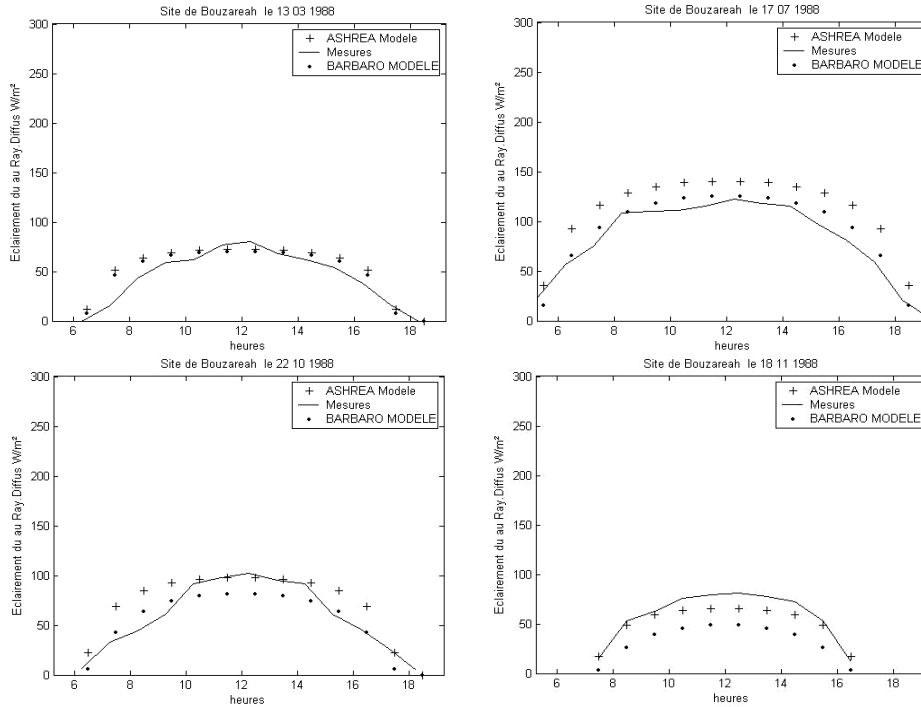 Site de Bouzareah le 13 03 1988
ASHREA Modele
Mesures
BARBARO MODELE
Eclairement du au Ray.Diffus W/m²
300
250
200
150
100
50
0
6 8 10 12 14 16 18
heures
Site de Bouzareah le 17 07 1988
ASHREA Modele
Mesures
BARBARO MODELE
Eclairement du au Ray.Diffus W/m²
300
250
200
150
100
50
0
6 8 10 12 14 16 18
heures
Site de Bouzareah le 22 10 1988
ASHREA Modele
Mesures
BARBARO MODELE
Eclairement du au Ray.Diffus W/m²
300
250
200
150
100
50
0
6 8 10 12 14 16 18
heures
Site de Bouzareah le 18 11 1988
ASHREA Modele
Mesures
BARBARO MODELE
Eclairement du au Ray.Diffus W/m²
300
250
200
150
100
50
0
6 8 10 12 14 16 18
heures